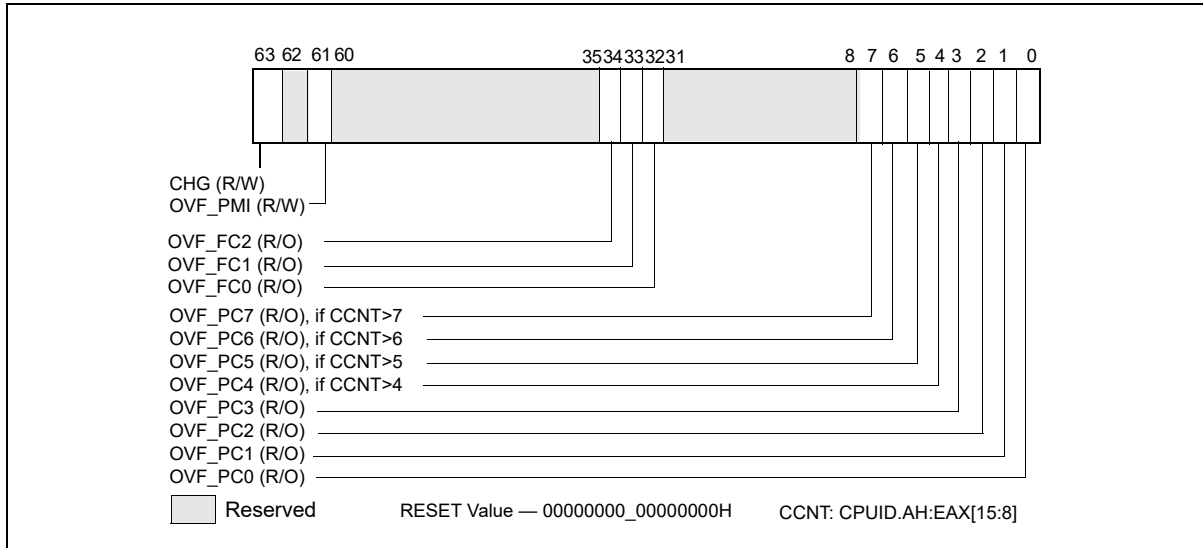 63 62 61 60 35 34 33 32 31 8 7 6 5 4 3 2 1 0
CHG (R/W)
OVF_PMI (R/W)
OVF_FC2 (R/O)
OVF_FC1 (R/O)
OVF_FC0 (R/O)
OVF_PC7 (R/O), if CCNT>7
OVF_PC6 (R/O), if CCNT>6
OVF_PC5 (R/O), if CCNT>5
OVF_PC4 (R/O), if CCNT>4
OVF_PC3 (R/O)
OVF_PC2 (R/O)
OVF_PC1 (R/O)
OVF_PC0 (R/O)
Reserved RESET Value — 00000000_00000000H CCNT: CPUID.AH:EAX[15:8]